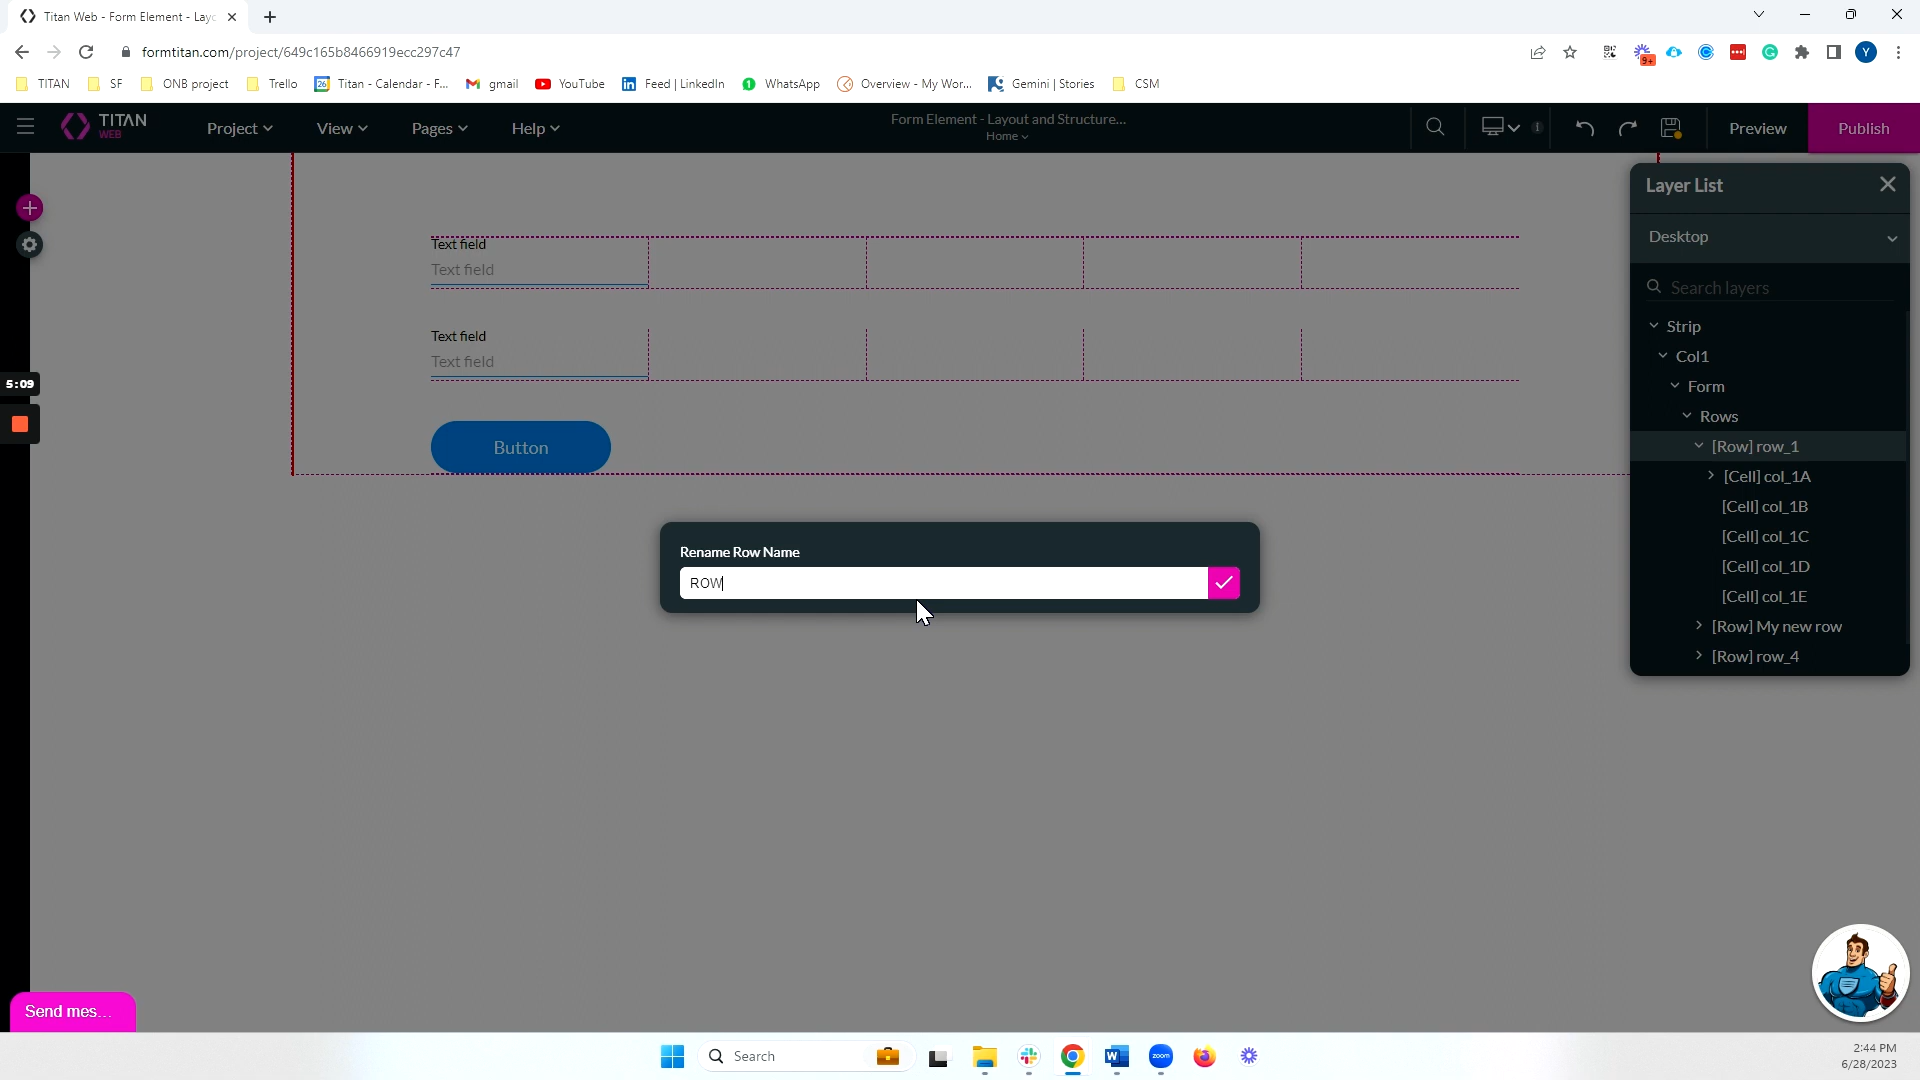 Titan Web - Form Element - Layo
formtitan.com/project/649c165b8466919ecc297c47
9+
Y
TITAN
SF
ONB project
Trello
26
Titan - Calendar - F...
gmail
YouTube
Feed | LinkedIn
WhatsApp
Overview - My Wor...
Gemini | Stories
CSM
TITAN
WEB
Project
View
Pages
Help
Form Element - Layout and Structure...
Home
Preview
Publish
Layer List
Desktop
Search layers
Strip
Col1
Form
Rows
[Row] row_1
[Cell] col_1A
[Cell] col_1B
[Cell] col_1C
[Cell] col_1D
[Cell] col_1E
[Row] My new row
[Row] row_4
Text field
Text field
Text field
Text field
Button
5:09
Rename Row Name
ROW
Send mes...
Search
zoom
2:44 PM
6/28/2023